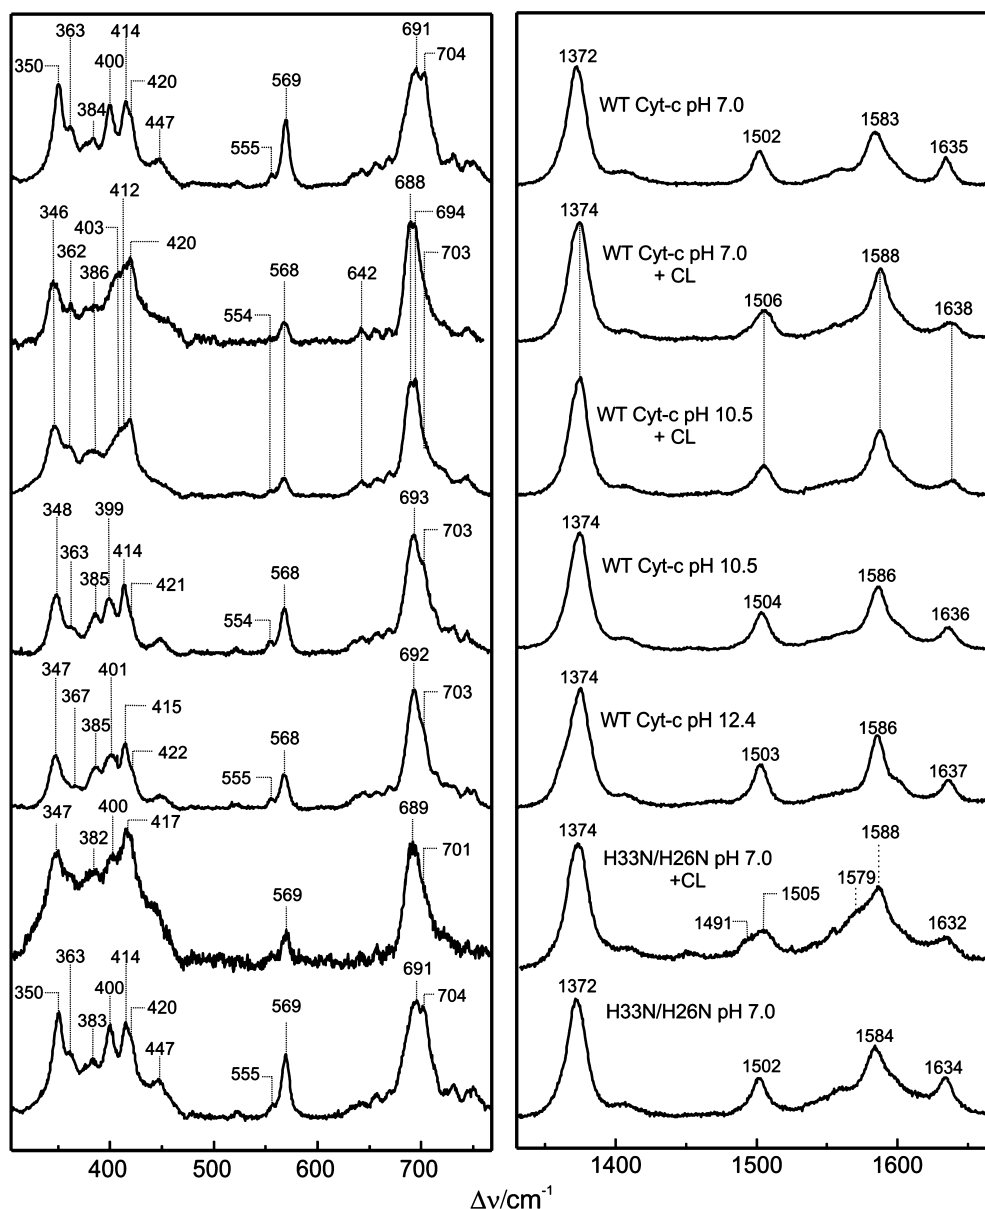 363 414 691
350 400 704
384 420 569
447
555
412 688
346 403 694
362 420 703
386 568 642
554
693
348 399 703
363 414
385 421 568
554
692
347 401 703
367 415
385 422 568
555
347 400 689
382 417 701
569
363 414 691
350 400 704
383 420 569
447
555
400 500 600 700
1372
WT Cyt-c pH 7.0
1502 1583 1635
1374
WT Cyt-c pH 7.0
+ CL
1506 1588 1638
WT Cyt-c pH 10.5
+ CL
1374
WT Cyt-c pH 10.5
1504 1586 1636
1374
WT Cyt-c pH 12.4
1503 1586 1637
1374
H33N/H26N pH 7.0
+CL
1588
1579
1505
1491 1632
1372
H33N/H26N pH 7.0
1502 1584 1634
1400 1500 1600
Δν/cm⁻¹